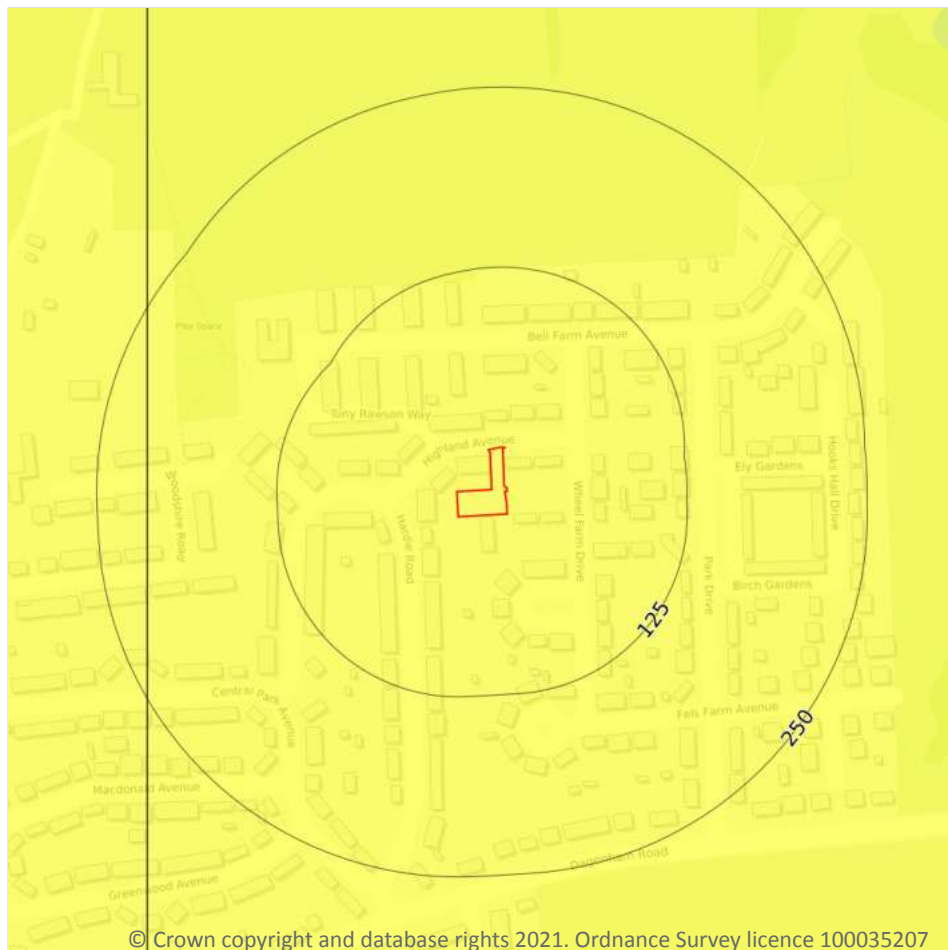 Play Space
Bell Farm Avenue
Tony Rawson Way
Highland Avenue
Ely Gardens
Hooks Hall Drive
Woodshire Road
Wheel Farm Drive
Hardie Road
Park Drive
Birch Gardens
125
Central Park Avenue
Fels Farm Avenue
250
Macdonald Avenue
Dagenham Road
Greenwood Avenue
© Crown copyright and database rights 2021. Ordnance Survey licence 100035207